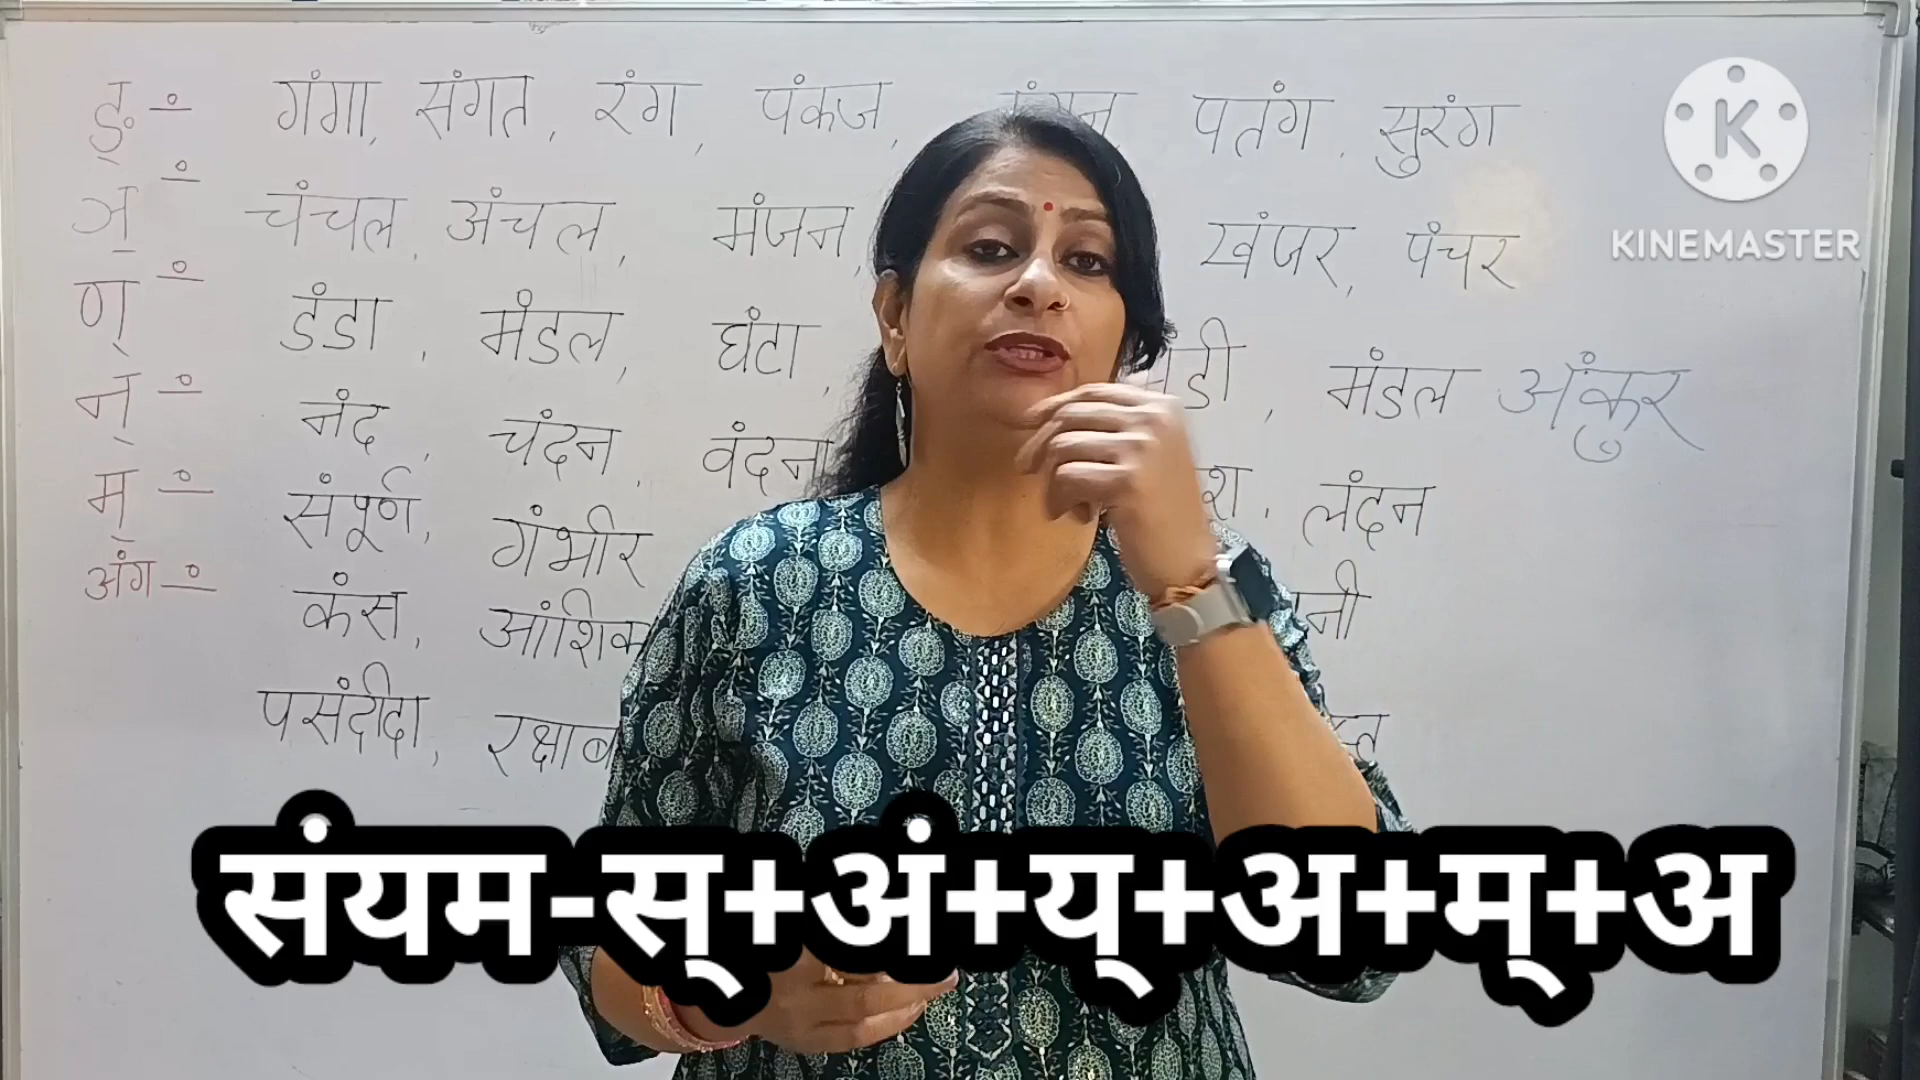 ङ् - ं गंगा, संगत, रंग, पंकज, पतंग, सुरंग
ञ् - ं चंचल, अंचल, मंजन, खंजर, पंचर
ण् - ं डंडा, मंडल, घंटा, मंडल अंकुर
न् - ं नंद, चंदन, वंदना, लंदन
म् - ं संपूर्ण, गंभीर
अंग - ं कंस, आंशिक
पसंदीदा,
K
KINEMASTER
संयम-स्+अं+य्+अ+म्+अ